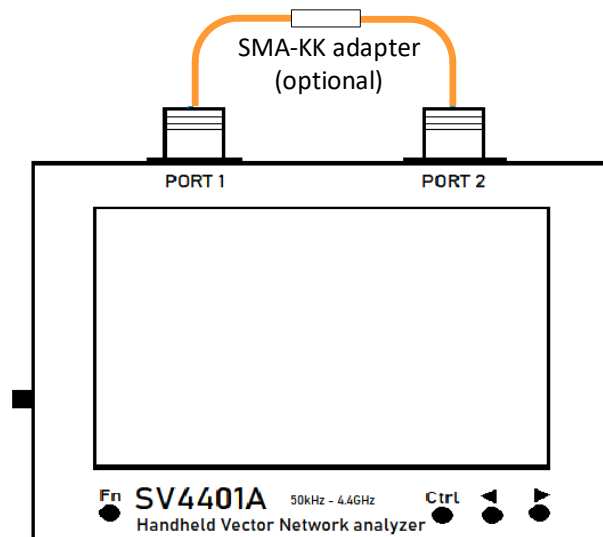 SMA-KK adapter
(optional)
PORT 1
PORT 2
Fn
SV4401A
50kHz - 4.4GHz
Ctrl
Handheld Vector Network analyzer